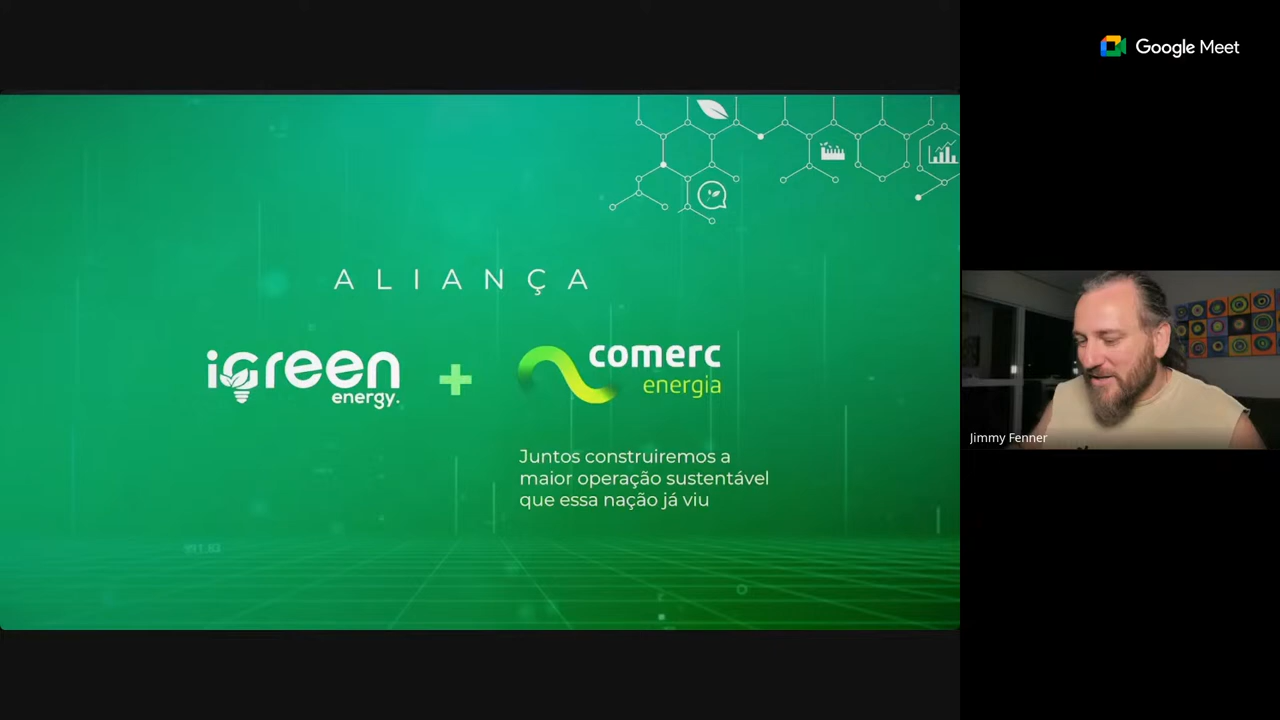 Google Meet
ALIANÇA
iGreen
energy.
+
comerc
energia
Juntos construiremos a
maior operação sustentável
que essa nação já viu
Jimmy Fenner